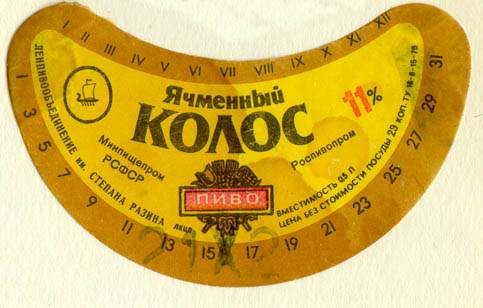 I II III IV V VI VII VIII IX X XI XII
Ячменный
КОЛОС
11%
Минпищепром
РСФСР
Роспивопром
ПИВО
ЛЕНПИВООБЪЕДИНЕНИЕ им. СТЕПАНА РАЗИНА
ВМЕСТИМОСТЬ 0,5 л
ЦЕНА БЕЗ СТОИМОСТИ ПОСУДЫ 29 КОП.
1 3 5 7 9 11 13 15 17 19 21 23 25 27 29 31